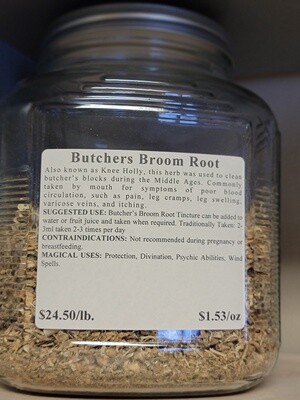 Butchers Broom Root
Also known as Knee Holly, this herb was used to clean
butcher's blocks during the Middle Ages. Commonly
taken by mouth for symptoms of poor blood
circulation, such as pain, leg cramps, leg swelling,
varicose veins, and itching.
SUGGESTED USE: Butcher's Broom Root Tincture can be added to
water or fruit juice and taken when required. Traditionally Taken: 2-
3ml taken 2-3 times per day
CONTRAINDICATIONS: Not recommended during pregnancy or
breastfeeding.
MAGICAL USES: Protection, Divination, Psychic Abilities, Wind
Spells.
$24.50/lb. $1.53/oz